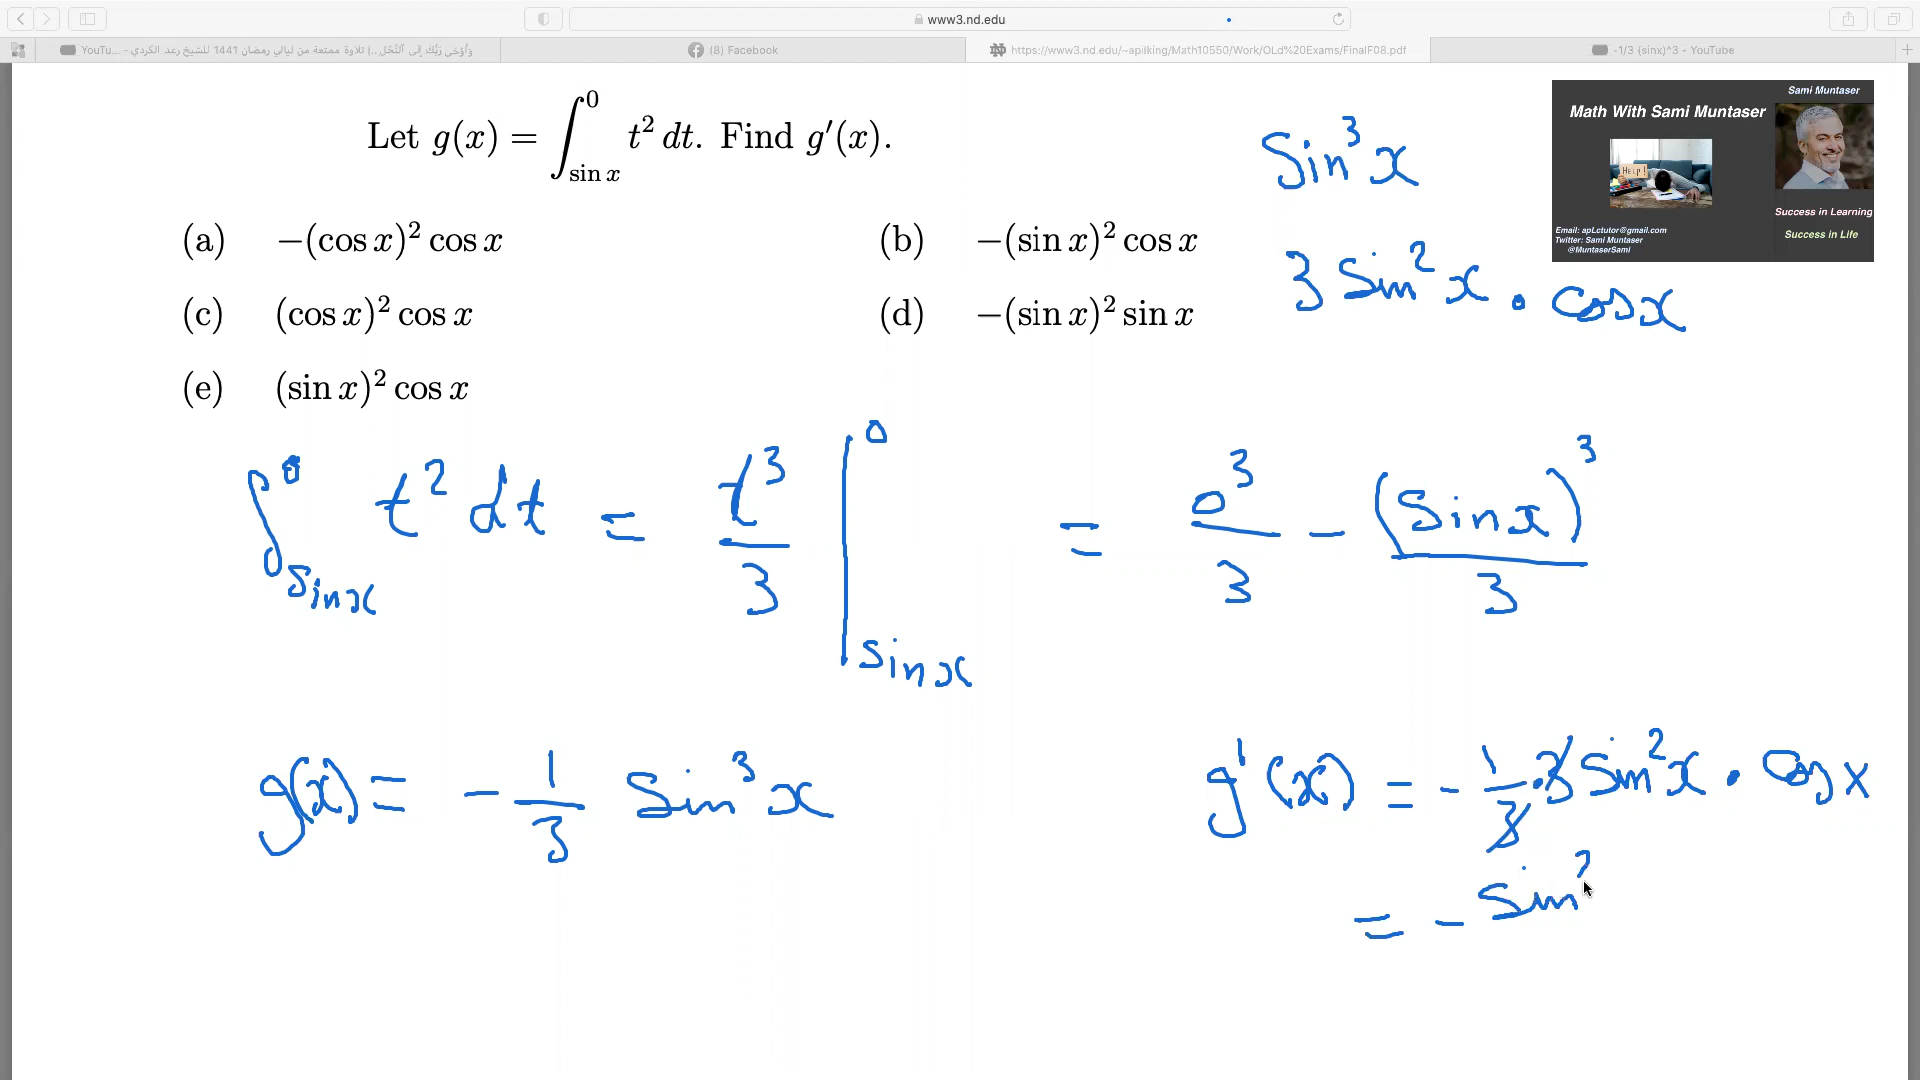 www3.nd.edu
وَأَوْحَى رَبُّكَ إِلَى ٱلنَّحْلِ ..| تلاوة ممتعة من ليالي رمضان 1441 للشيخ رعد الكردي - YouTu...
(8) Facebook
https://www3.nd.edu/~apilking/Math10550/Work/OLd%20Exams/FinalF08.pdf
-1/3 (sinx)^3 - YouTube
Let g(x) = ∫_{sin x}^{0} t² dt. Find g′(x).
(a) −(cos x)² cos x
(b) −(sin x)² cos x
(c) (cos x)² cos x
(d) −(sin x)² sin x
(e) (sin x)² cos x
Sin³x
3 Sin²x . cosx
Sami Muntaser
Math With Sami Muntaser
HELP!
Success in Learning
Success in Life
Email: apLctutor@gmail.com
Twitter: Sami Muntaser
@MuntaserSami
∫_{sinx}^{0} t² dt = t³/3 |_{sinx}^{0} = 0³/3 − (Sinx)³/3
g(x) = - 1/3 Sin³x
g'(x) = - 1/3 · 3 Sin²x · cosx
= - Sin²